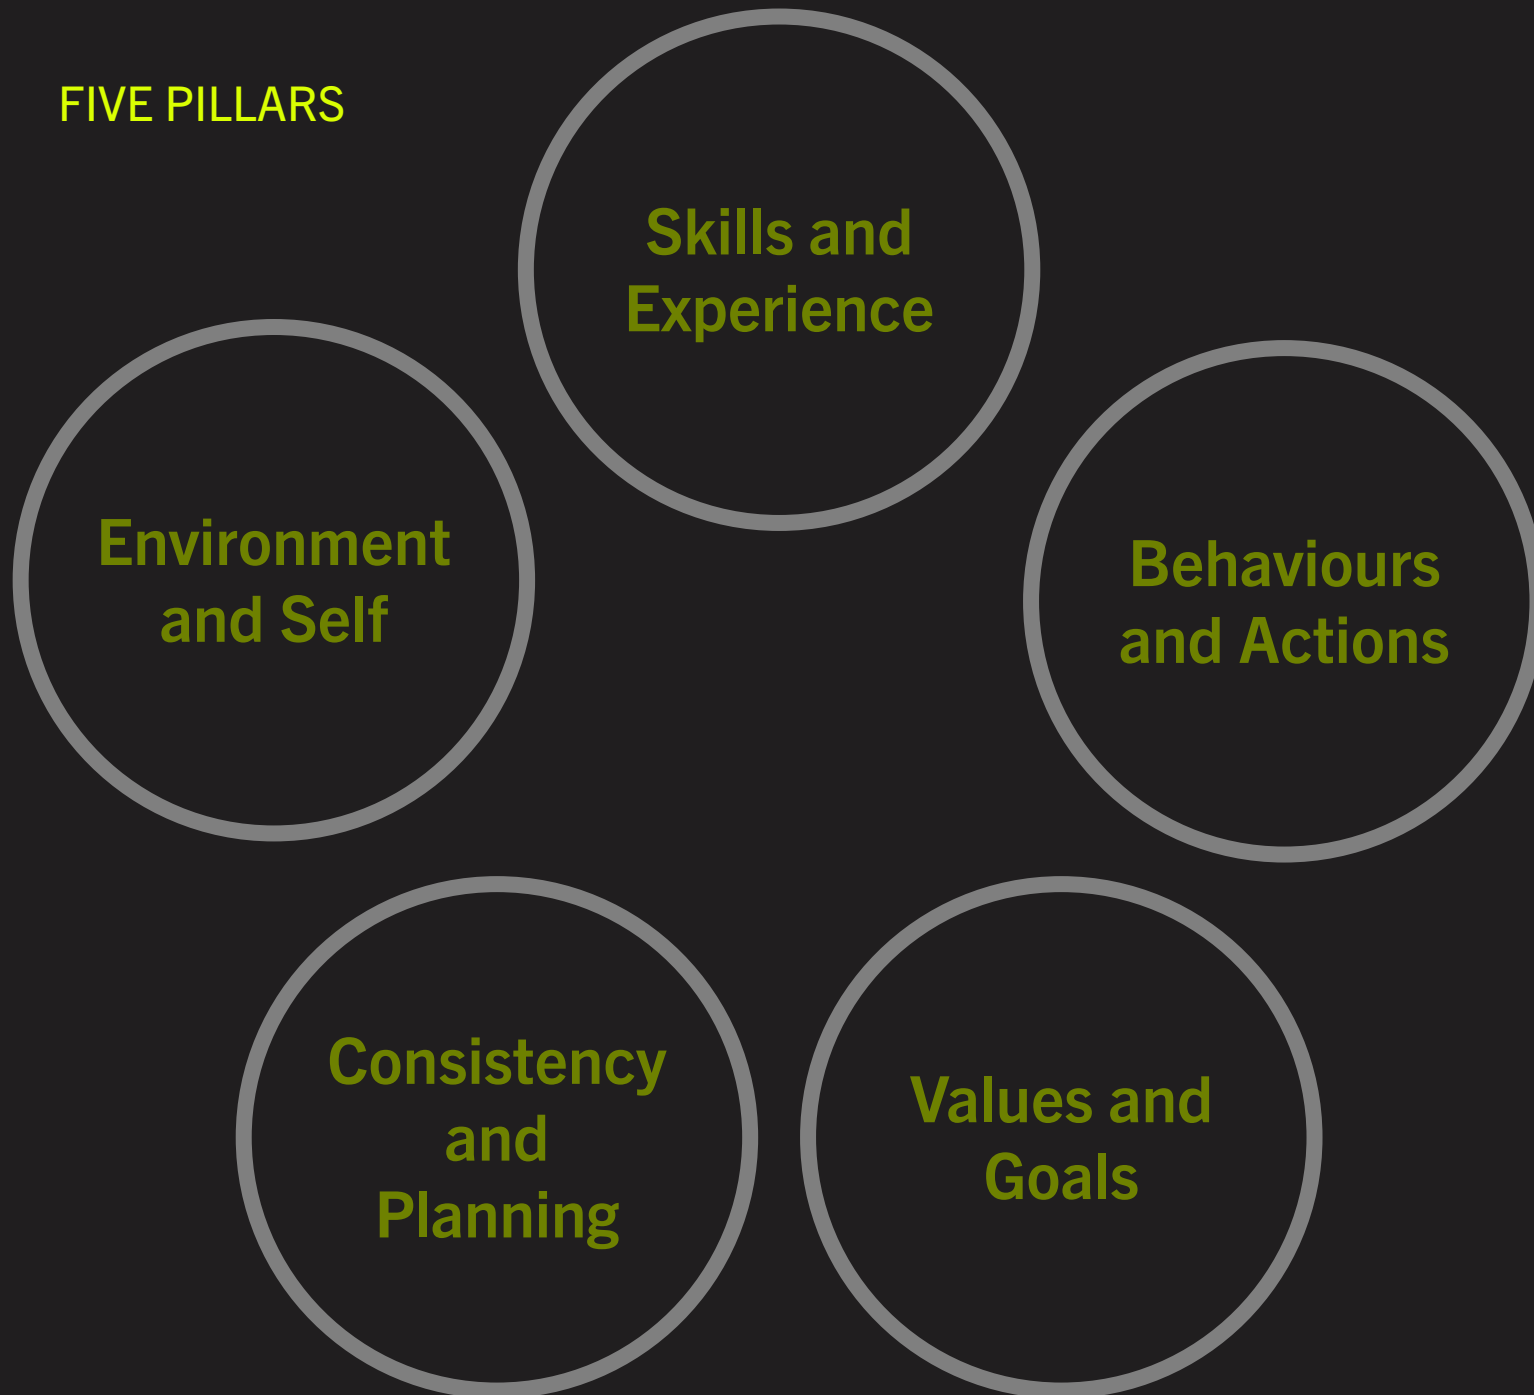 FIVE PILLARS
Skills and
Experience
Environment
and Self
Behaviours
and Actions
Consistency
and
Planning
Values and
Goals